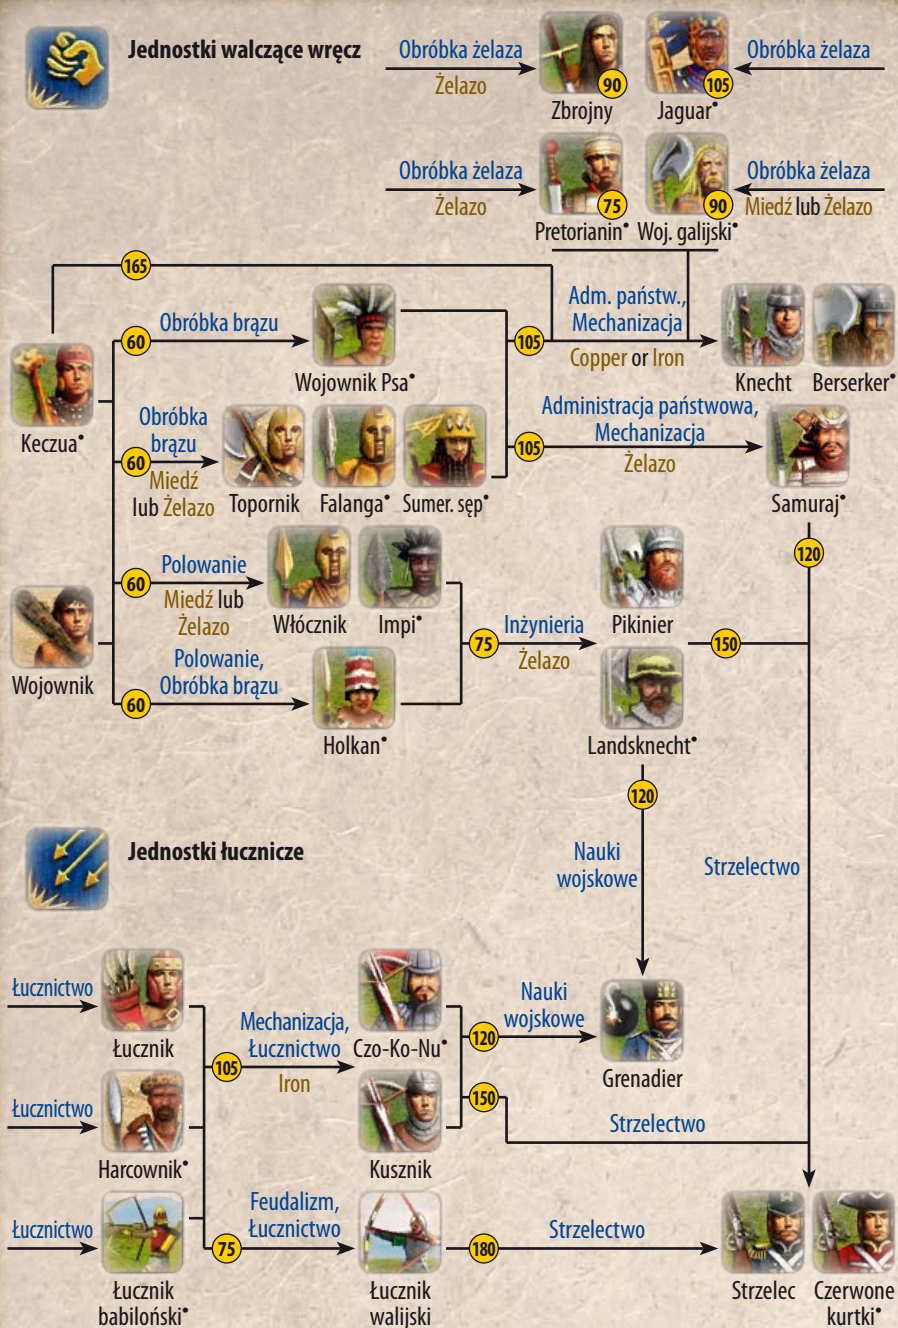 Jednostki walczące wręcz
Obróbka żelaza
Żelazo
90
Zbrojny
105
Jaguar•
Obróbka żelaza
Obróbka żelaza
Żelazo
75
Pretorianin•
90
Woj. galijski•
Obróbka żelaza
Miedź lub Żelazo
165
Keczua•
60
Obróbka brązu
Wojownik Psa•
105
Adm. państw.,
Mechanizacja
Copper or Iron
Knecht
Berserker•
60
Obróbka
brązu
Miedź
lub Żelazo
Topornik
Falanga•
Sumer. sęp•
105
Administracja państwowa,
Mechanizacja
Żelazo
Samuraj•
120
Wojownik
60
Polowanie
Miedź lub
Żelazo
Włócznik
Impi•
60
Polowanie,
Obróbka brązu
Holkan•
75
Inżynieria
Żelazo
Pikinier
150
Landsknecht•
120
Nauki
wojskowe
Strzelectwo
Jednostki łucznicze
Łucznictwo
Łucznik
Łucznictwo
Harcownik•
Łucznictwo
Łucznik
babiloński•
105
Mechanizacja,
Łucznictwo
Iron
Czo-Ko-Nu•
Kusznik
120
Nauki
wojskowe
Grenadier
150
Strzelectwo
75
Feudalizm,
Łucznictwo
Łucznik
walijski
180
Strzelectwo
Strzelec
Czerwone
kurtki•